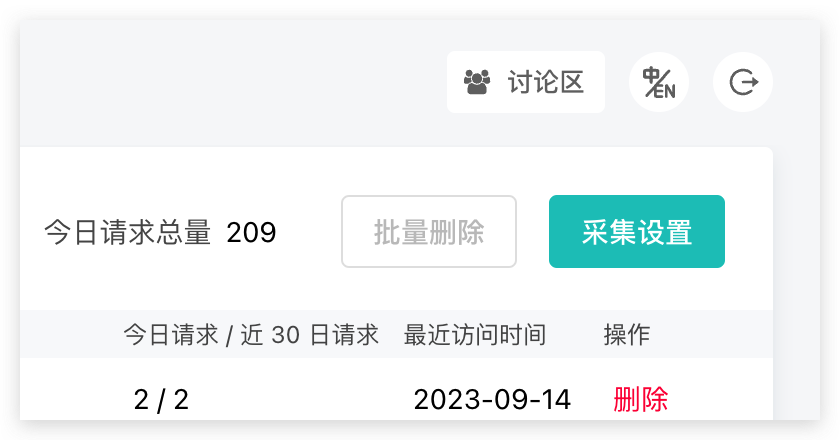 讨论区 中/EN
今日请求总量 209 批量删除 采集设置
今日请求 / 近 30 日请求 最近访问时间 操作
2 / 2 2023-09-14 删除